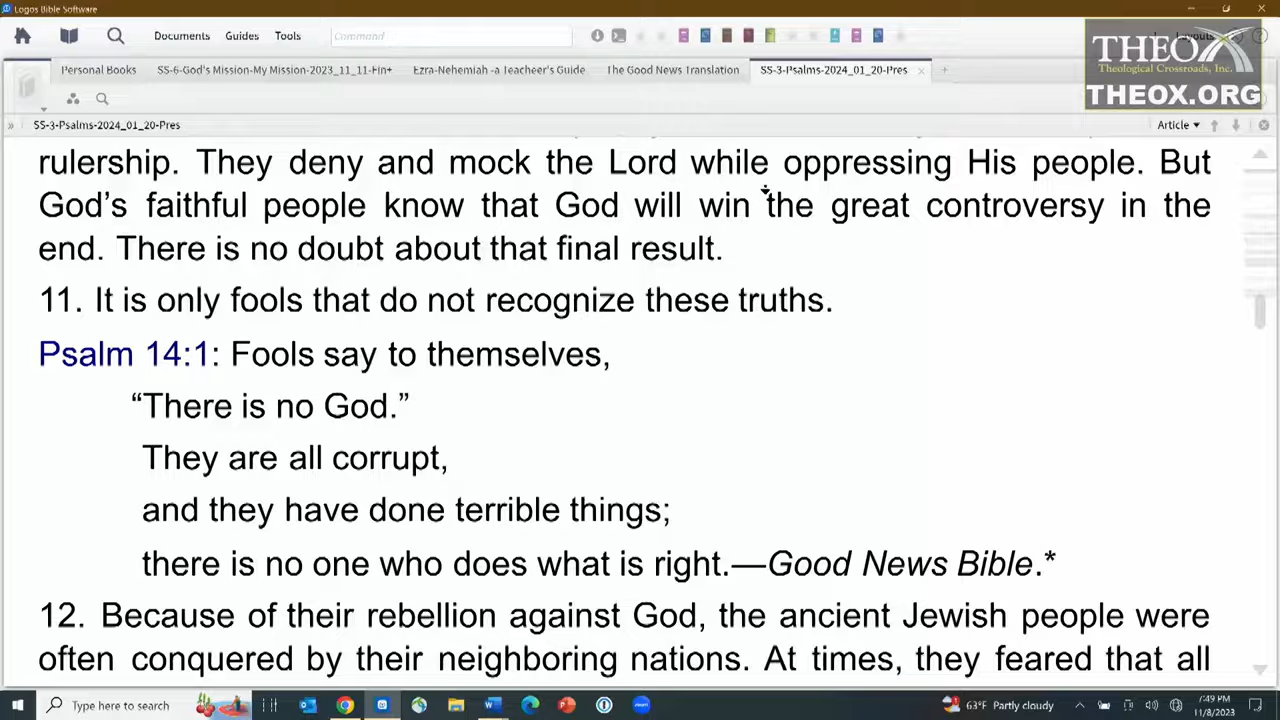 Logos Bible Software
Documents Guides Tools Command
THEOX
Theological Crossroads, Inc.
THEOX.ORG
Personal Books SS-6-God's Mission-My Mission-2023_11_11-Fin+ The Good News Translation SS-3-Psalms-2024_01_20-Pres
SS-3-Psalms-2024_01_20-Pres Article
rulership. They deny and mock the Lord while oppressing His people. But
God's faithful people know that God will win the great controversy in the
end. There is no doubt about that final result.
11. It is only fools that do not recognize these truths.
Psalm 14:1: Fools say to themselves,
“There is no God.”
They are all corrupt,
and they have done terrible things;
there is no one who does what is right.—Good News Bible.*
12. Because of their rebellion against God, the ancient Jewish people were
often conquered by their neighboring nations. At times, they feared that all
Type here to search 63°F Partly cloudy 7:49 PM
11/8/2023